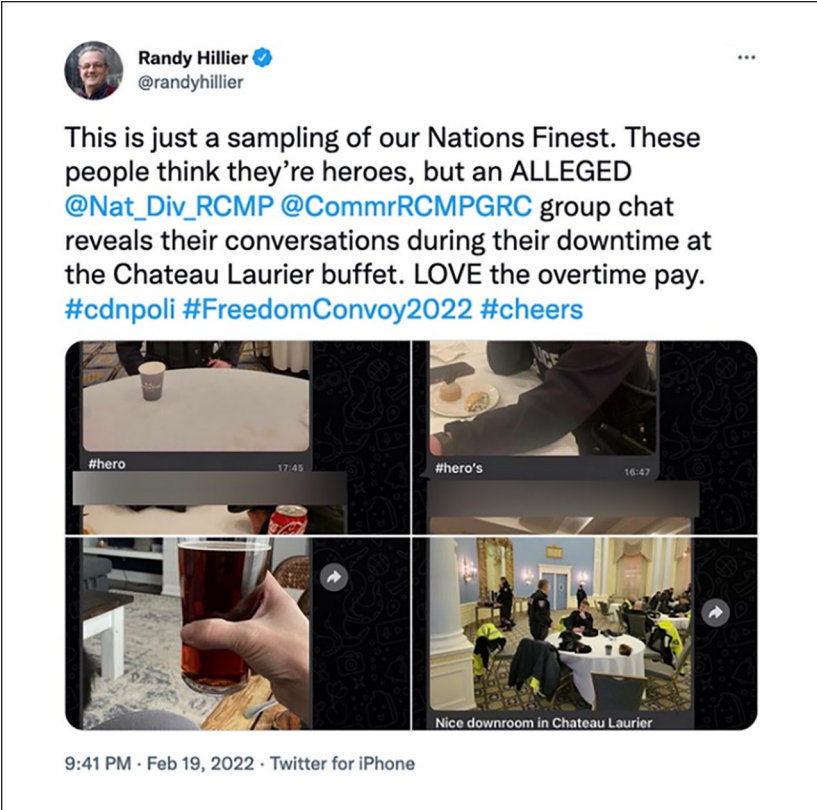 Randy Hillier
@randyhillier
This is just a sampling of our Nations Finest. These
people think they’re heroes, but an ALLEGED
@Nat_Div_RCMP @CommrRCMPGRC group chat
reveals their conversations during their downtime at
the Chateau Laurier buffet. LOVE the overtime pay.
#cdnpoli #FreedomConvoy2022 #cheers
#hero
17:45
#hero's
16:47
Nice downroom in Chateau Laurier
9:41 PM · Feb 19, 2022 · Twitter for iPhone